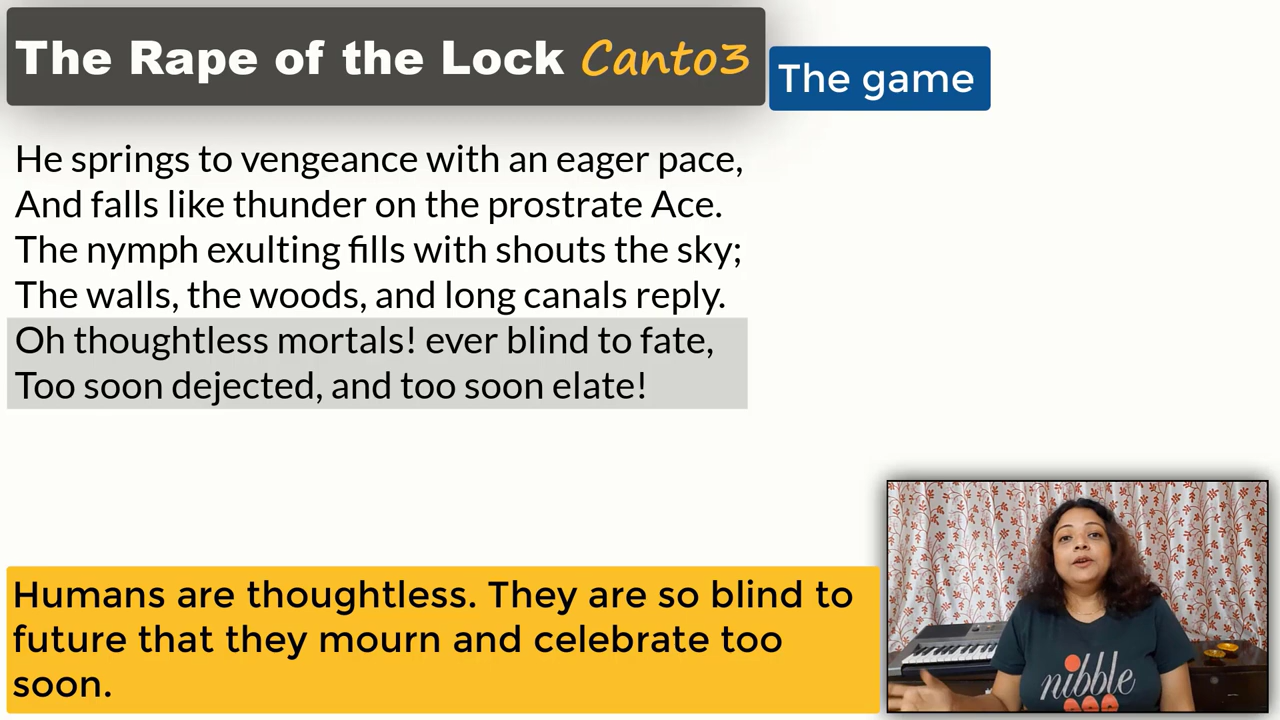 The Rape of the Lock Canto3
The game
He springs to vengeance with an eager pace,
And falls like thunder on the prostrate Ace.
The nymph exulting fills with shouts the sky;
The walls, the woods, and long canals reply.
Oh thoughtless mortals! ever blind to fate,
Too soon dejected, and too soon elate!
Humans are thoughtless. They are so blind to
future that they mourn and celebrate too
soon.
nibble